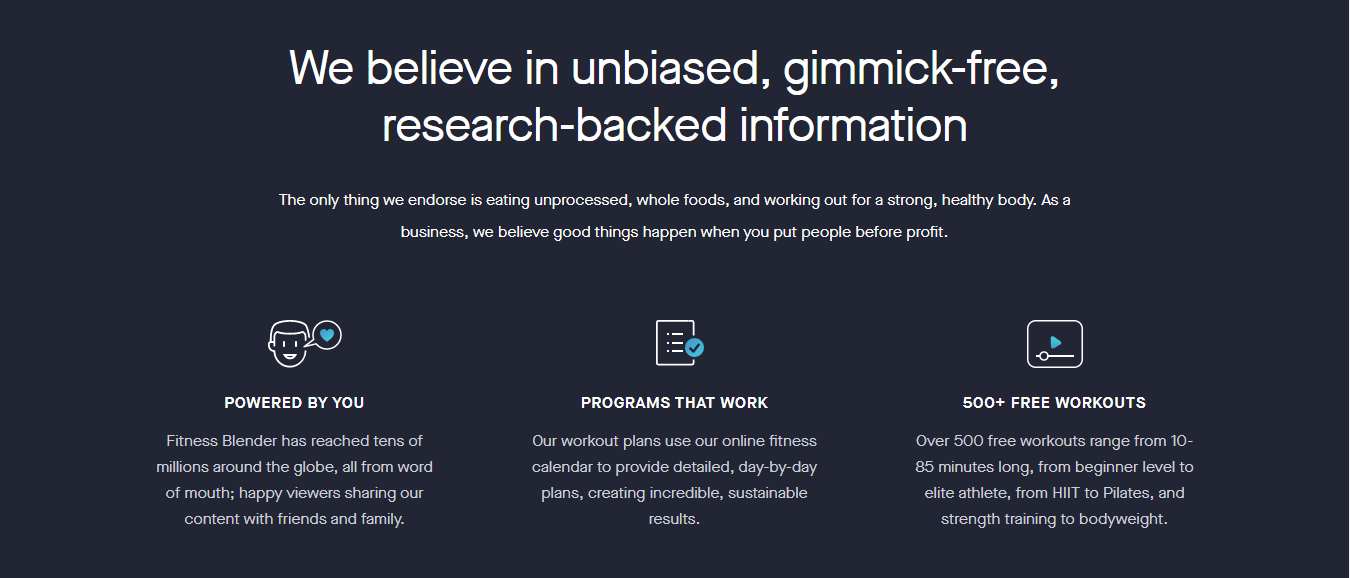 We believe in unbiased, gimmick-free,
research-backed information
The only thing we endorse is eating unprocessed, whole foods, and working out for a strong, healthy body. As a
business, we believe good things happen when you put people before profit.
POWERED BY YOU
Fitness Blender has reached tens of
millions around the globe, all from word
of mouth; happy viewers sharing our
content with friends and family.
PROGRAMS THAT WORK
Our workout plans use our online fitness
calendar to provide detailed, day-by-day
plans, creating incredible, sustainable
results.
500+ FREE WORKOUTS
Over 500 free workouts range from 10-
85 minutes long, from beginner level to
elite athlete, from HIIT to Pilates, and
strength training to bodyweight.